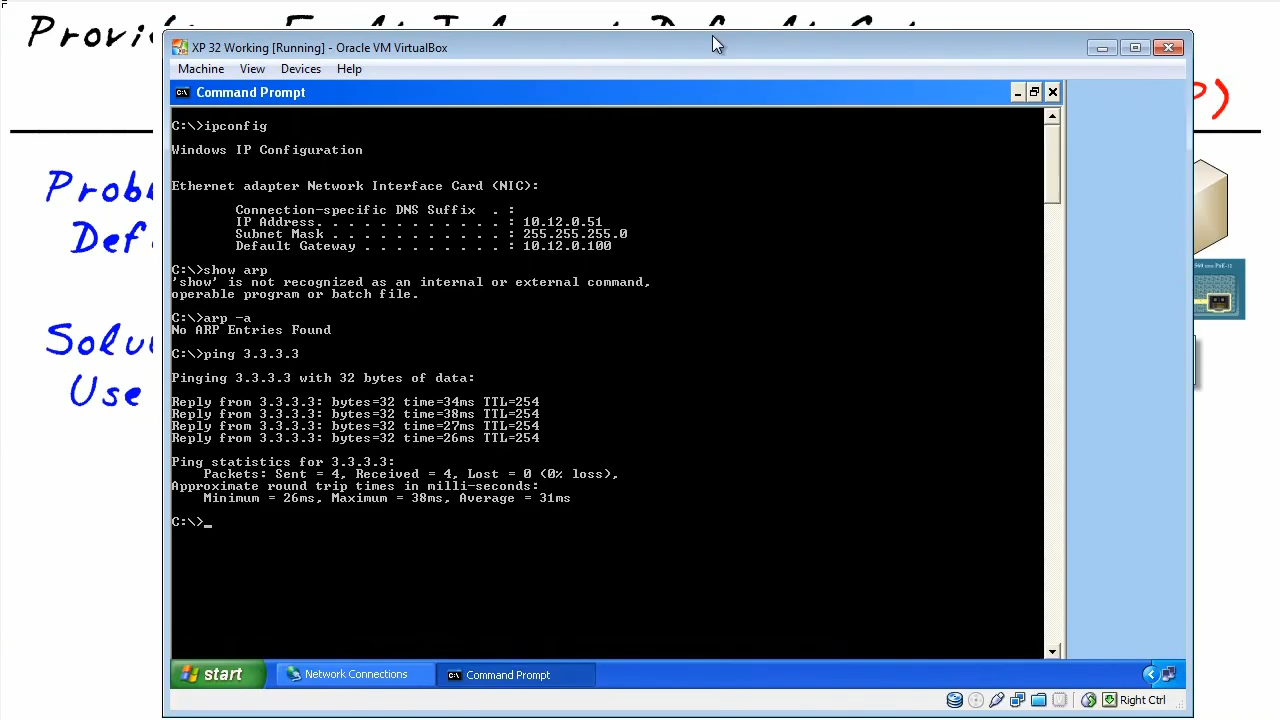 XP 32 Working [Running] - Oracle VM VirtualBox
Machine View Devices Help
Command Prompt
P)
C:\>ipconfig
Windows IP Configuration
Ethernet adapter Network Interface Card (NIC):
Connection-specific DNS Suffix . :
IP Address. . . . . . . . . . . . : 10.12.0.51
Subnet Mask . . . . . . . . . . . : 255.255.255.0
Default Gateway . . . . . . . . . : 10.12.0.100
C:\>show arp
'show' is not recognized as an internal or external command,
operable program or batch file.
C:\>arp -a
No ARP Entries Found
C:\>ping 3.3.3.3
Pinging 3.3.3.3 with 32 bytes of data:
Reply from 3.3.3.3: bytes=32 time=34ms TTL=254
Reply from 3.3.3.3: bytes=32 time=38ms TTL=254
Reply from 3.3.3.3: bytes=32 time=27ms TTL=254
Reply from 3.3.3.3: bytes=32 time=26ms TTL=254
Ping statistics for 3.3.3.3:
Packets: Sent = 4, Received = 4, Lost = 0 (0% loss),
Approximate round trip times in milli-seconds:
Minimum = 26ms, Maximum = 38ms, Average = 31ms
C:\>_
Use
start Network Connections Command Prompt
Right Ctrl